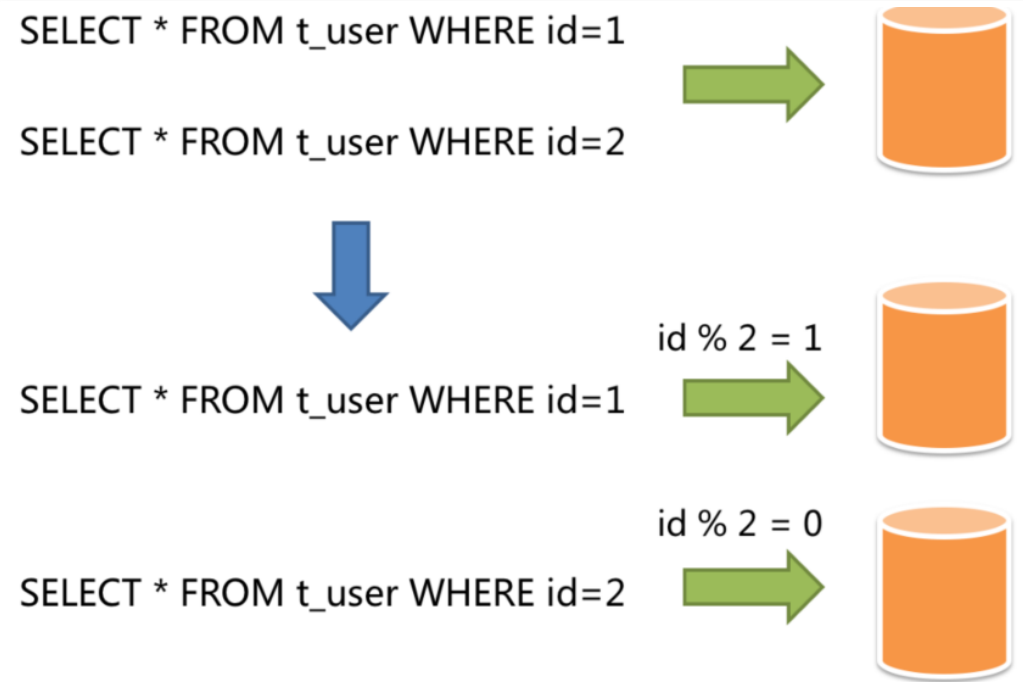 SELECT * FROM t_user WHERE id=1
SELECT * FROM t_user WHERE id=2
id % 2 = 1
SELECT * FROM t_user WHERE id=1
id % 2 = 0
SELECT * FROM t_user WHERE id=2